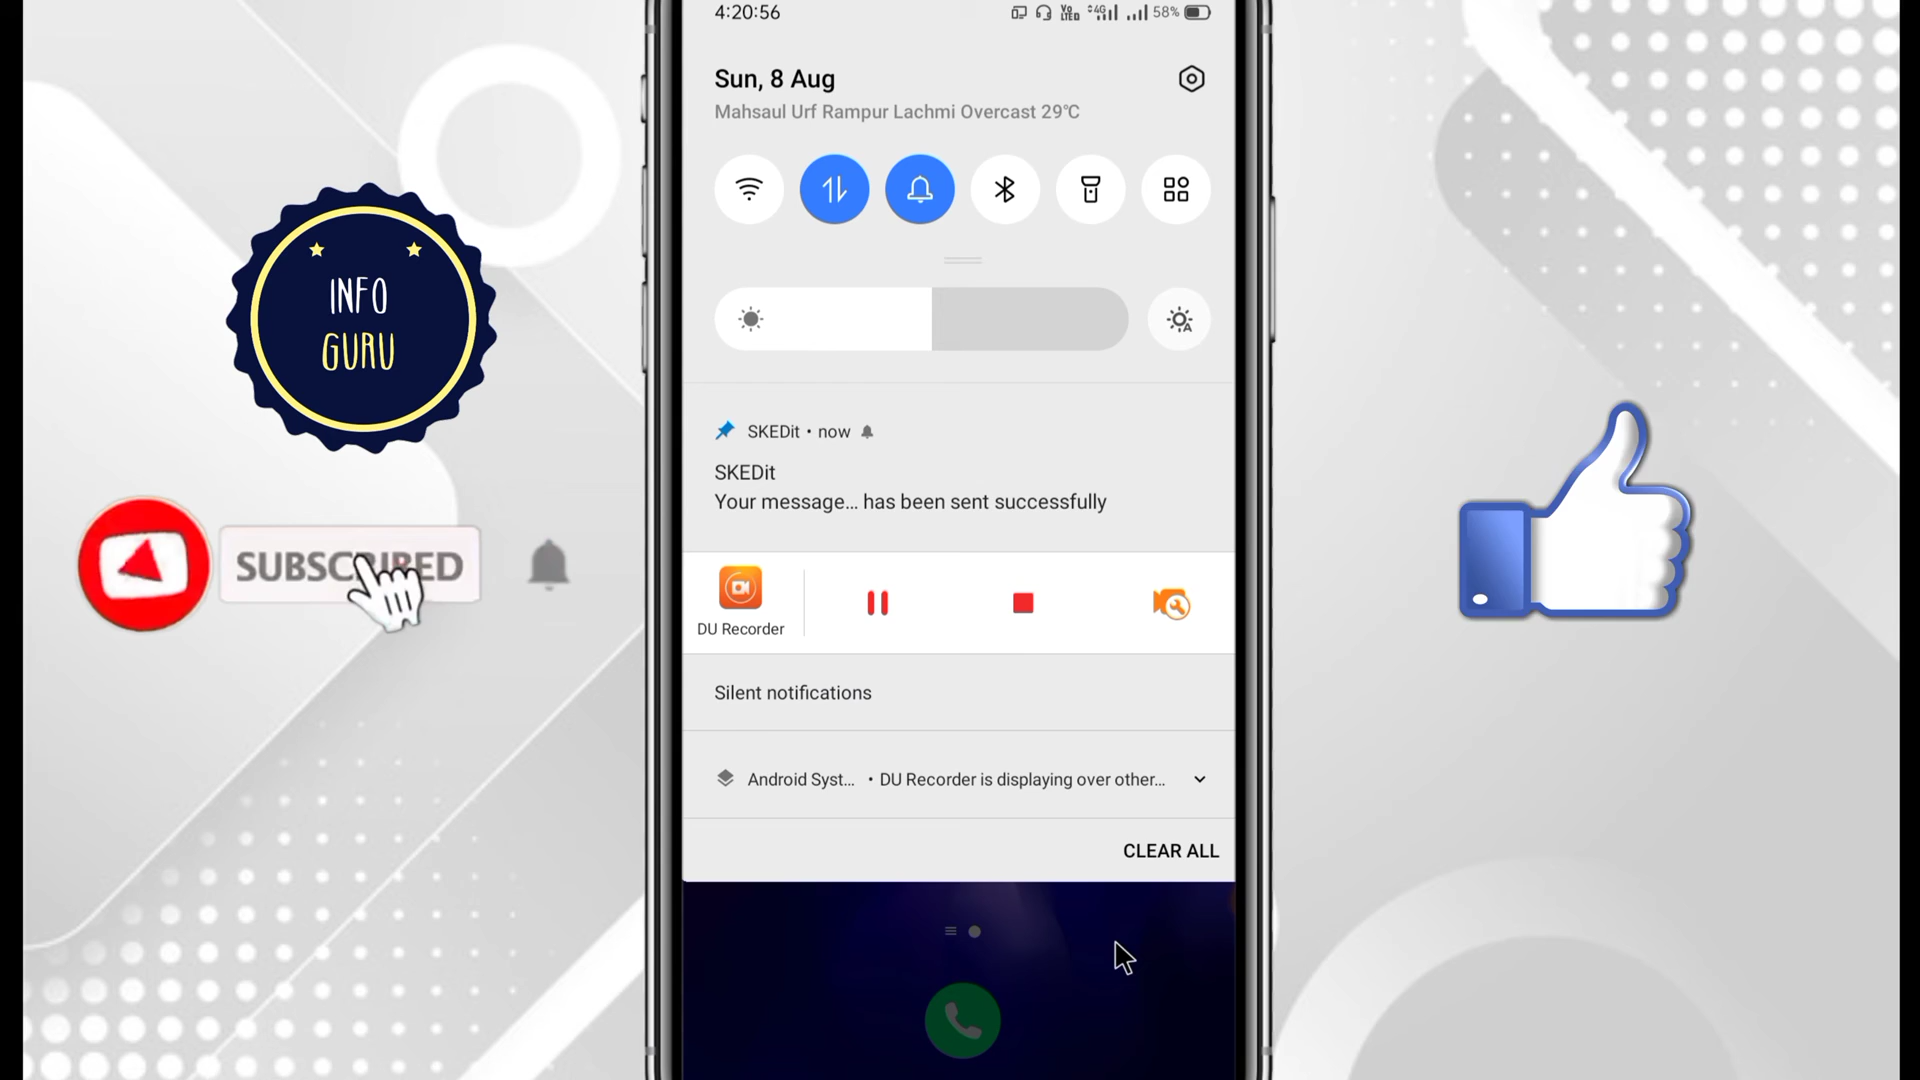 4:20:56
58%
Sun, 8 Aug
Mahsaul Urf Rampur Lachmi Overcast 29°C
INFO
GURU
SKEDit • now
SKEDit
Your message... has been sent successfully
SUBSCRIBED
DU Recorder
Silent notifications
Android Syst... • DU Recorder is displaying over other...
CLEAR ALL